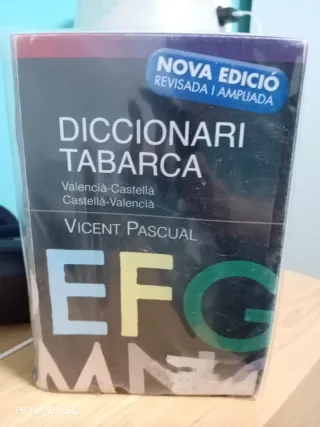 NOVA EDICIÓ
REVISADA I AMPLIADA
DICCIONARI
TABARCA
Valencià-Castellà
Castellà-Valencià
VICENT PASCUAL
EFG